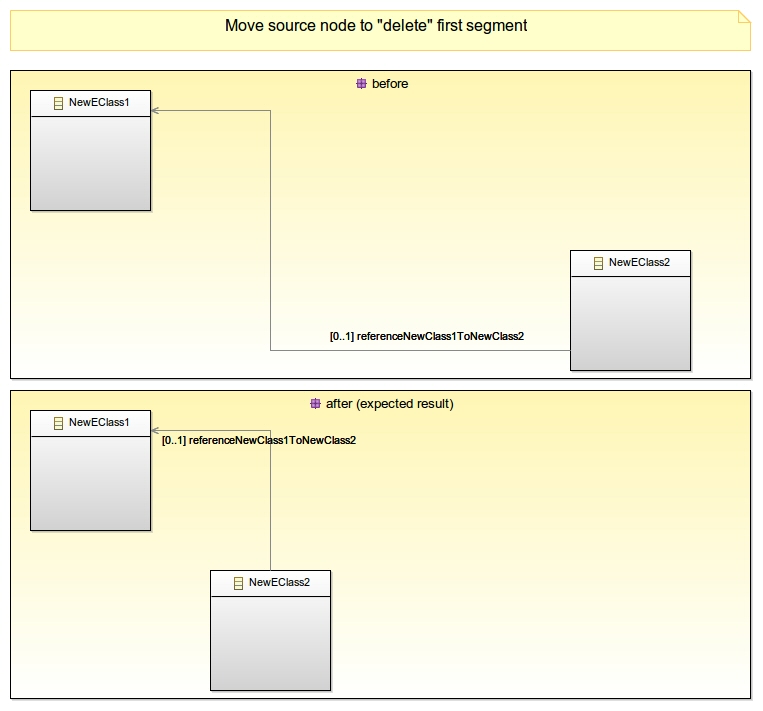 Move source node to "delete" first segment
before
NewEClass1
NewEClass2
[0..1] referenceNewClass1ToNewClass2
after (expected result)
NewEClass1
[0..1] referenceNewClass1ToNewClass2
NewEClass2